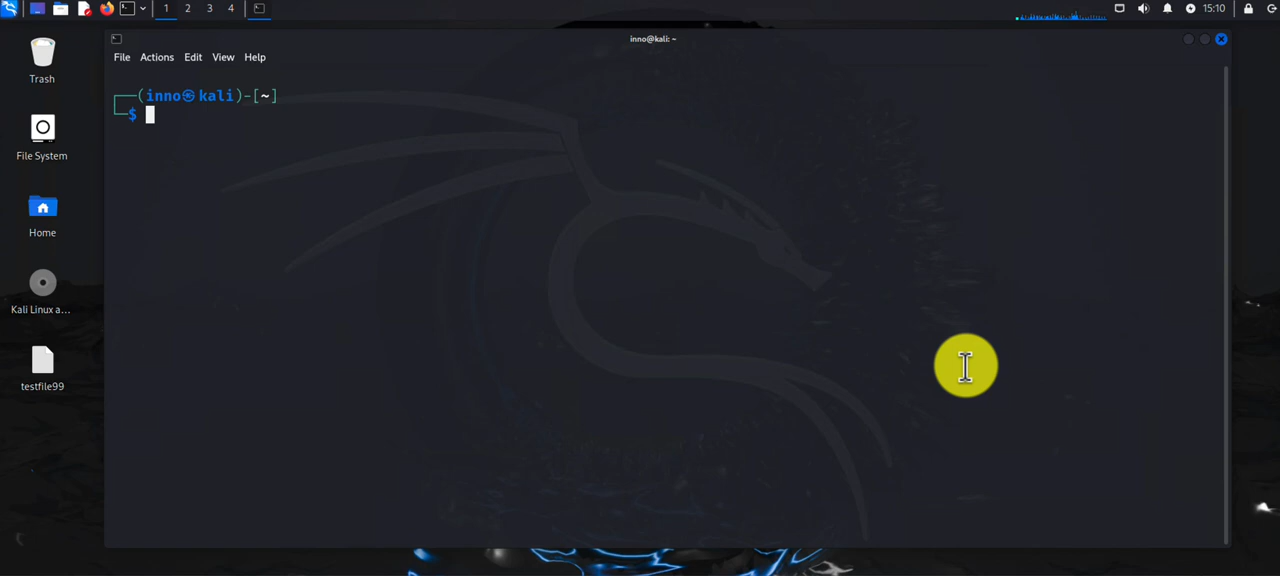 1 2 3 4
15:10
inno@kali: ~
File Actions Edit View Help
┌──(inno㉿kali)-[~]
└─$
Trash
File System
Home
Kali Linux a...
testfile99